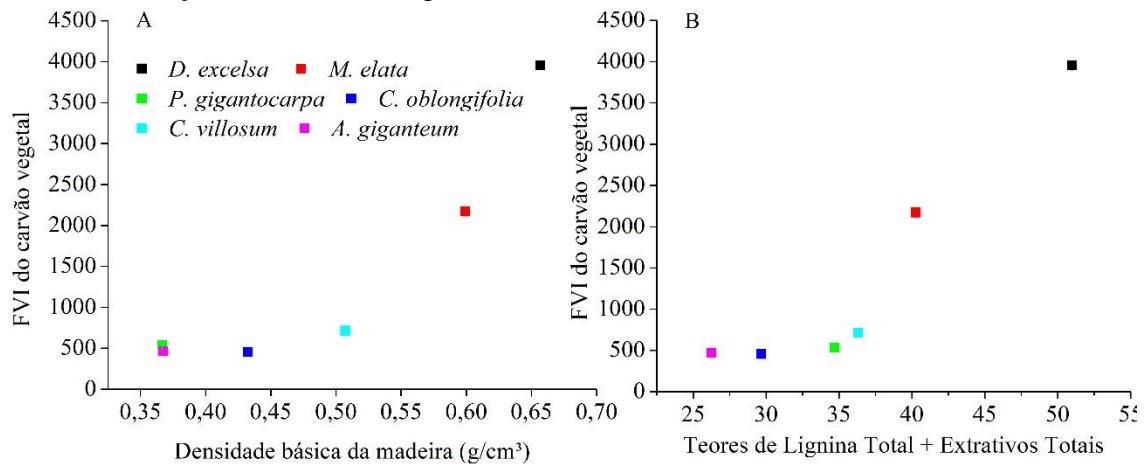 A
4500
4000
3500
3000
2500
2000
1500
1000
500
0
FVI do carvão vegetal
D. excelsa M. elata
P. gigantocarpa C. oblongifolia
C. villosum A. giganteum
0,35 0,40 0,45 0,50 0,55 0,60 0,65 0,70
Densidade básica da madeira (g/cm³)
B
4500
4000
3500
3000
2500
2000
1500
1000
500
0
FVI do carvão vegetal
25 30 35 40 45 50 55
Teores de Lignina Total + Extrativos Totais